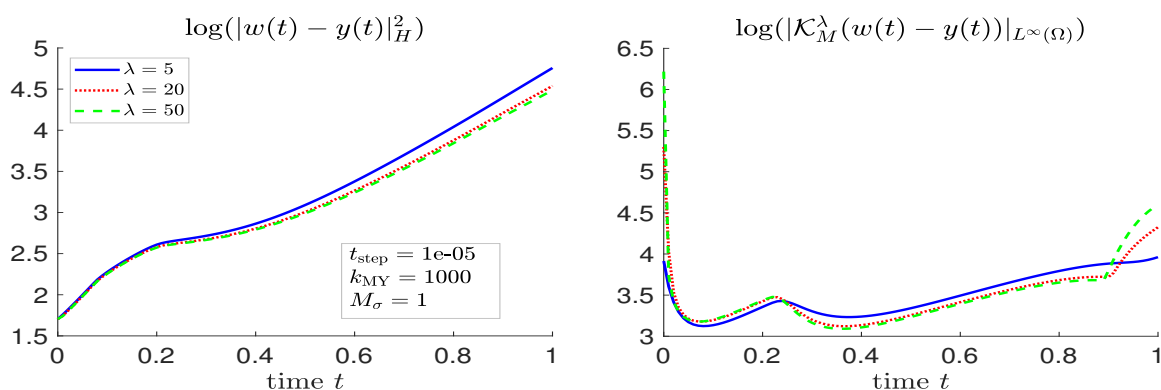 log(|w(t) − y(t)|²_H)
5
4.5
4
3.5
3
2.5
2
1.5
λ = 5
λ = 20
λ = 50
t_step = 1e-05
k_MY = 1000
M_σ = 1
0 0.2 0.4 0.6 0.8 1
time t
log(|𝒦^λ_M(w(t) − y(t))|_{L^∞(Ω)})
6.5
6
5.5
5
4.5
4
3.5
3
0 0.2 0.4 0.6 0.8 1
time t